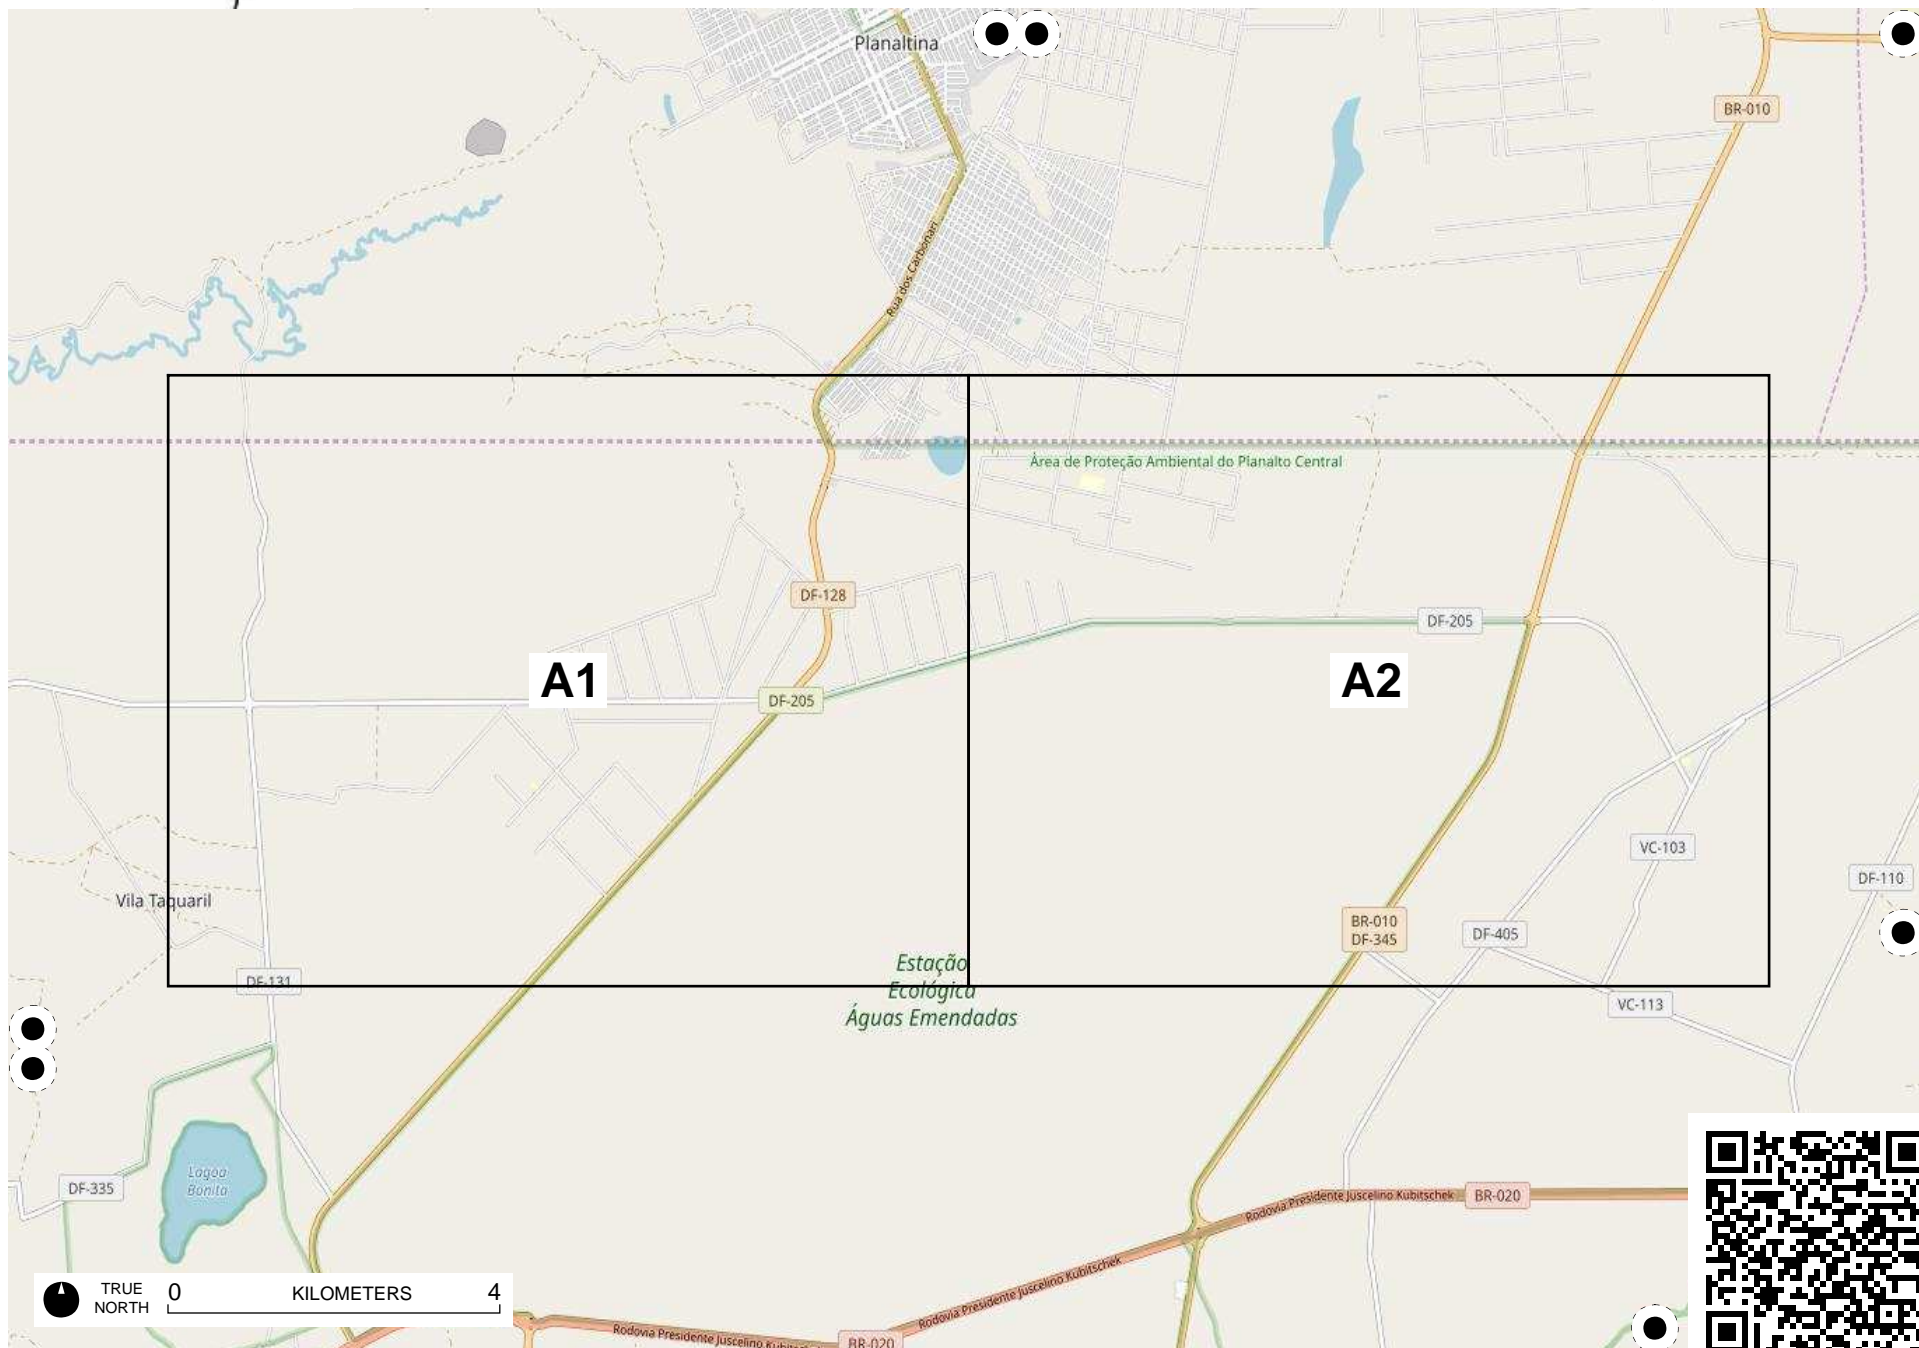 Planaltina
BR-010
Rua dos Carbonari
Área de Proteção Ambiental do Planalto Central
DF-128
DF-205
A1
A2
DF-205
VC-103
DF-110
Vila Taquaril
BR-010
DF-345
DF-405
Estação
Ecológica
Águas Emendadas
DF-131
VC-113
Lagoa
Bonita
DF-335
Rodovia Presidente Juscelino Kubitschek
BR-020
TRUE
NORTH
0
KILOMETERS
4
Rodovia Presidente Juscelino Kubitschek
Rodovia Presidente Juscelino
BR-020